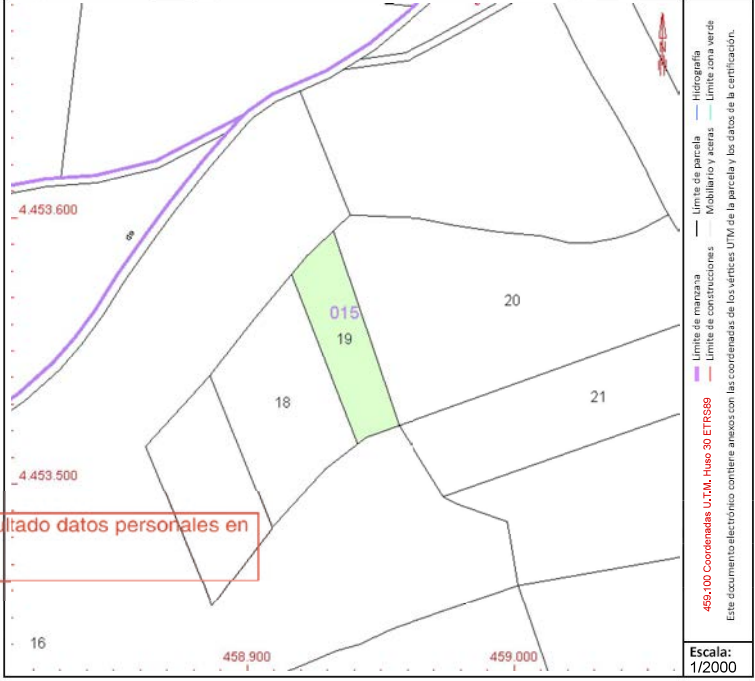 4.453.600
20
015
19
21
18
4.453.500
ultado datos personales en
16
458.900
459.000
Límite de manzana
Límite de parcela
Hidrografía
Límite de construcciones
Mobiliario y aceras
Límite zona verde
459,100 Coordenadas U.T.M. Huso 30 ETRS89
Este documento electrónico contiene anexos con las coordenadas de los vértices UTM de la parcela y los datos de la certificación.
Escala:
1/2000